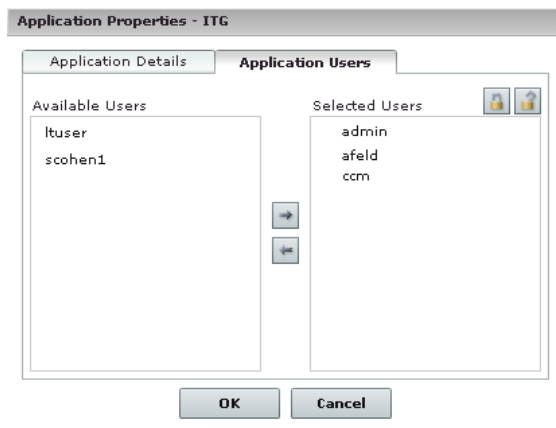 Application Properties - ITG
Application Details
Application Users
Available Users
ltuser
scohen1
Selected Users
admin
afeld
ccm
OK
Cancel